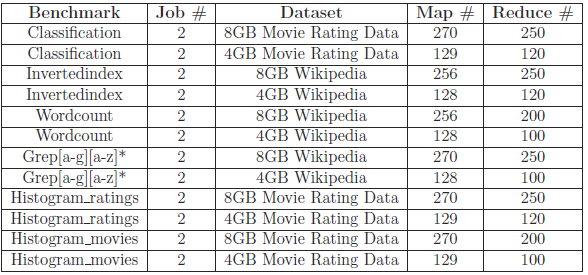 Benchmark Job # Dataset Map # Reduce #
Classification 2 8GB Movie Rating Data 270 250
Classification 2 4GB Movie Rating Data 129 120
Invertedindex 2 8GB Wikipedia 256 250
Invertedindex 2 4GB Wikipedia 128 120
Wordcount 2 8GB Wikipedia 256 200
Wordcount 2 4GB Wikipedia 128 100
Grep[a-g][a-z]* 2 8GB Wikipedia 270 250
Grep[a-g][a-z]* 2 4GB Wikipedia 128 100
Histogram_ratings 2 8GB Movie Rating Data 270 250
Histogram_ratings 2 4GB Movie Rating Data 129 120
Histogram_movies 2 8GB Movie Rating Data 270 200
Histogram_movies 2 4GB Movie Rating Data 129 100